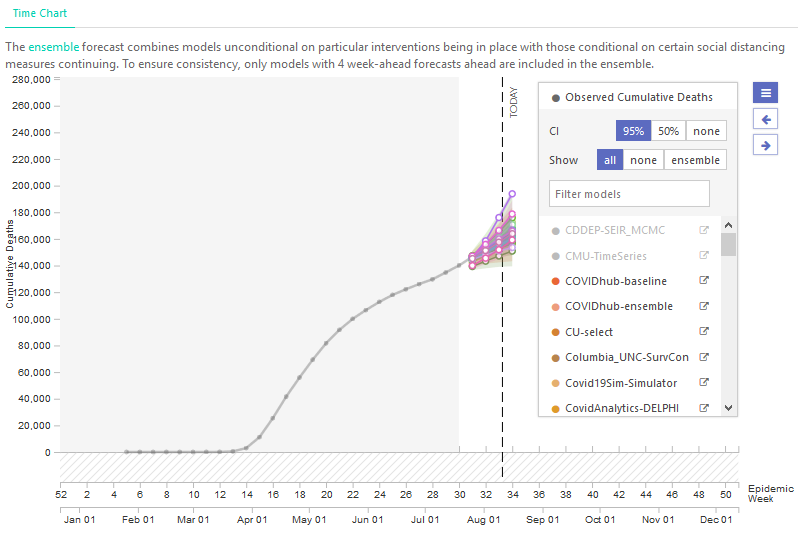 Time Chart
The ensemble forecast combines models unconditional on particular interventions being in place with those conditional on certain social distancing
measures continuing. To ensure consistency, only models with 4 week-ahead forecasts ahead are included in the ensemble.
280,000
260,000
240,000
220,000
200,000
180,000
160,000
140,000
120,000
100,000
80,000
60,000
40,000
20,000
0
Cumulative Deaths
TODAY
Observed Cumulative Deaths
CI 95% 50% none
Show all none ensemble
Filter models
CDDEP-SEIR_MCMC
CMU-TimeSeries
COVIDhub-baseline
COVIDhub-ensemble
CU-select
Columbia_UNC-SurvCon
Covid19Sim-Simulator
CovidAnalytics-DELPHI
52 2 4 6 8 10 12 14 16 18 20 22 24 26 28 30 32 34 36 38 40 42 44 46 48 50
Epidemic
Week
Jan 01 Feb 01 Mar 01 Apr 01 May 01 Jun 01 Jul 01 Aug 01 Sep 01 Oct 01 Nov 01 Dec 01